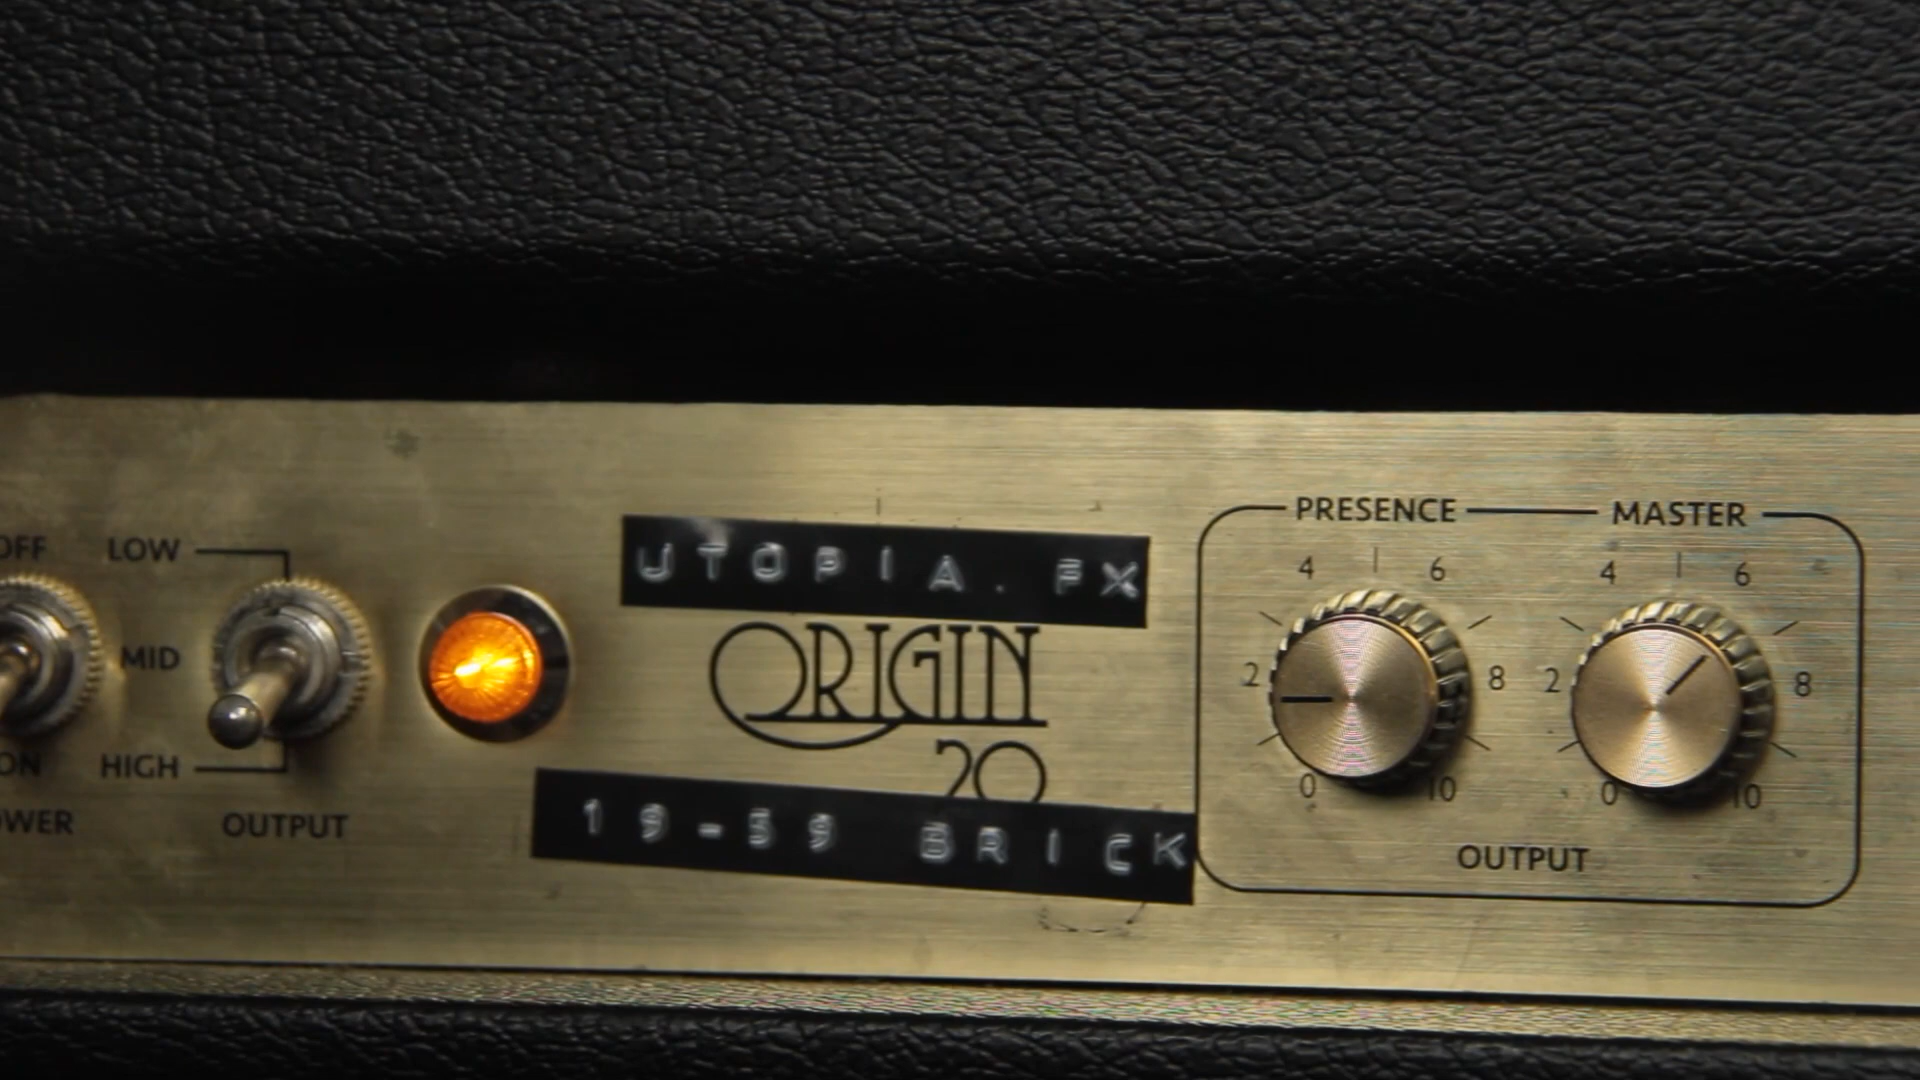 PRESENCE MASTER
OFF LOW
UTOPIA.FX
4 6 4 6
MID
ORIGIN
2 8 2 8
20
ON HIGH
0 10 0 10
OUTPUT
19-59 BRICK
OUTPUT